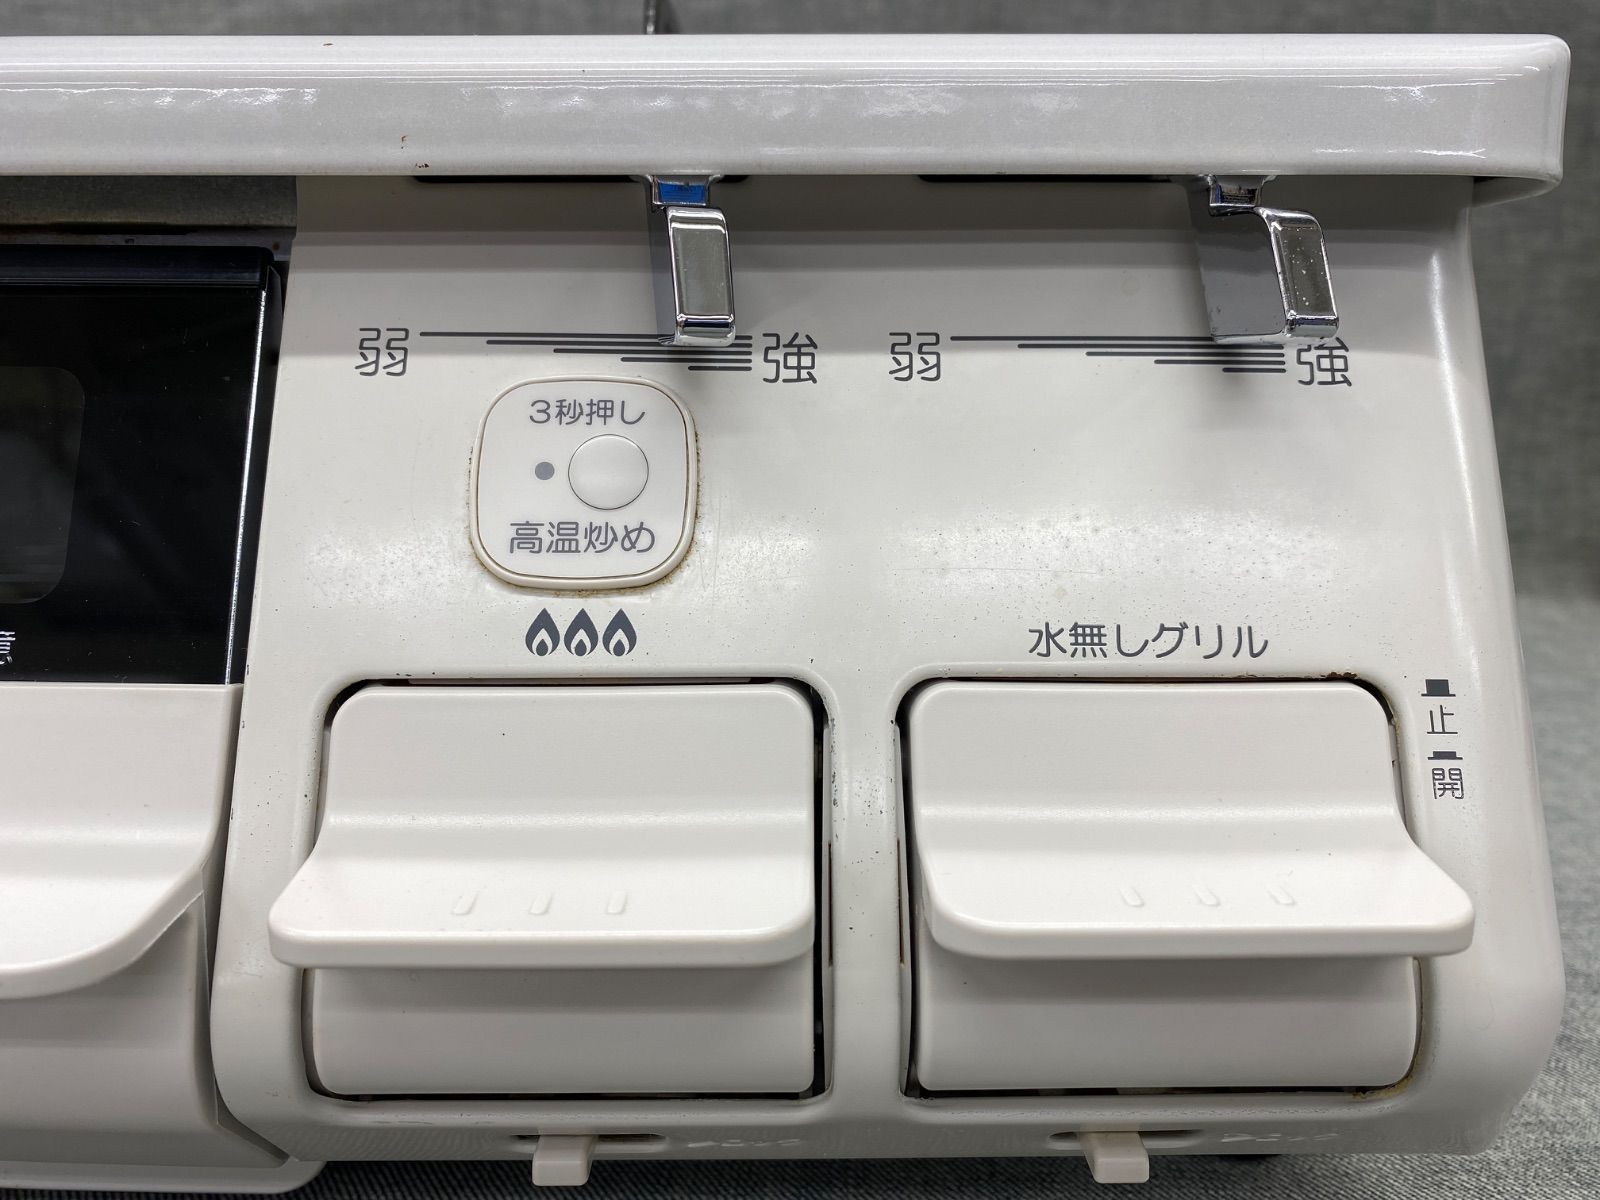 弱 強
弱 強
3秒押し
高温炒め
水無しグリル
止
開